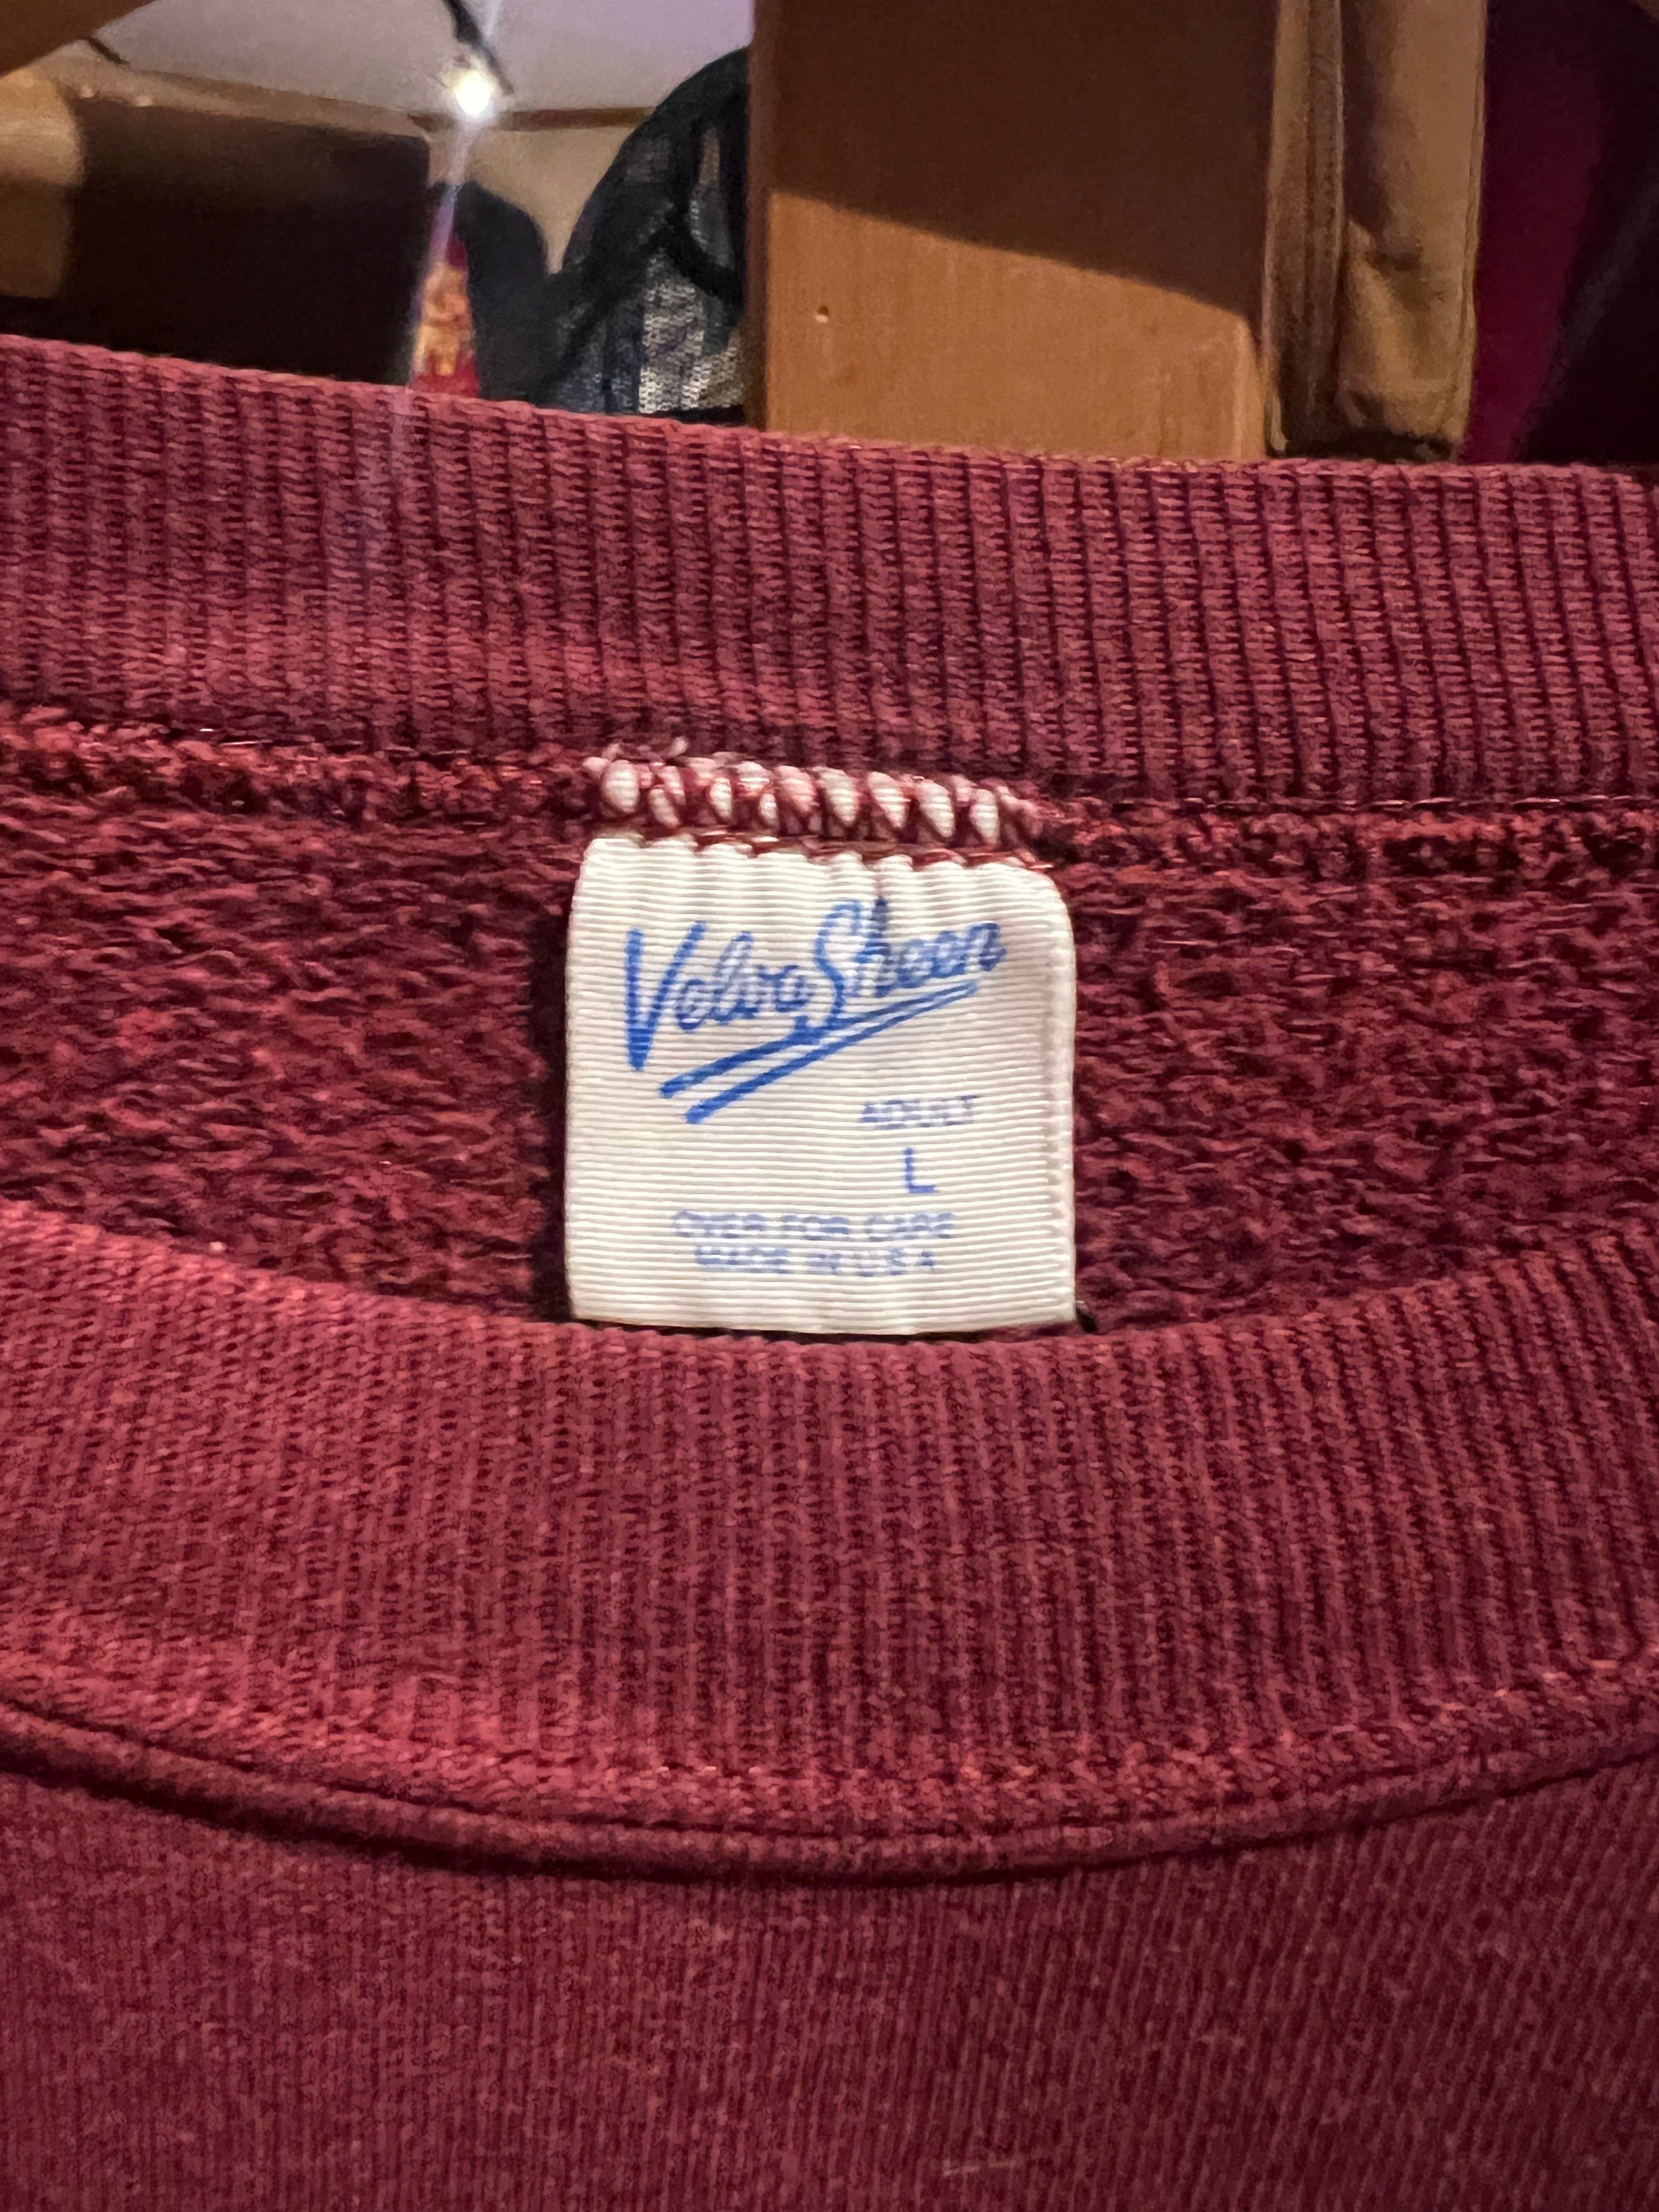 Velva Sheen
ADULT
L
OVER FOR CARE
MADE IN U.S.A